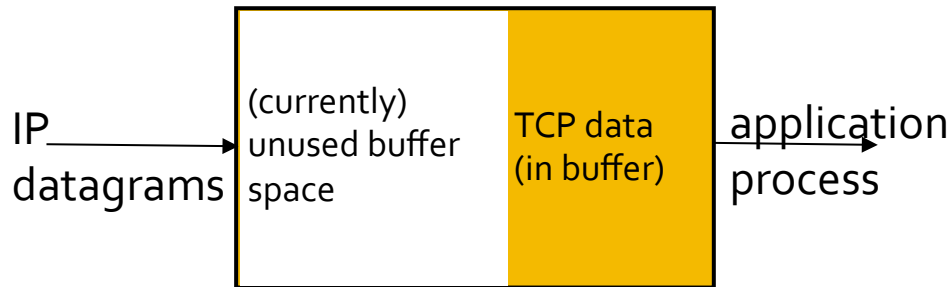 IP
datagrams
(currently)
unused buffer
space
TCP data
(in buffer)
application
process